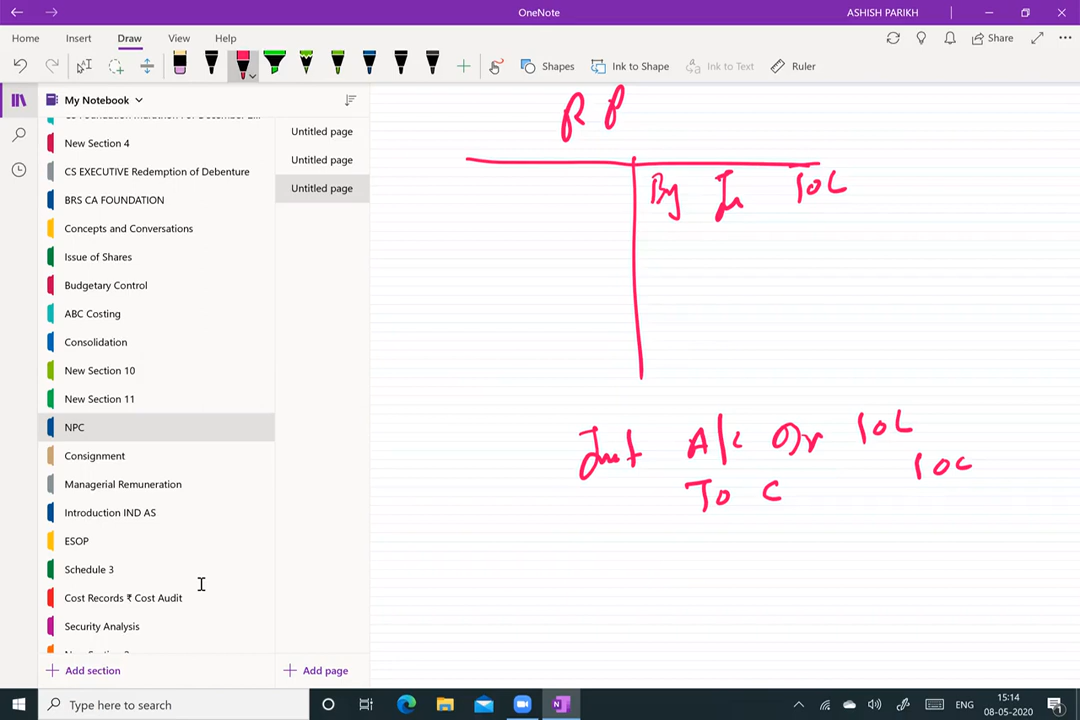 OneNote
ASHISH PARIKH
Home Insert Draw View Help
Share
Shapes Ink to Shape Ink to Text Ruler
My Notebook
New Section 4
CS EXECUTIVE Redemption of Debenture
BRS CA FOUNDATION
Concepts and Conversations
Issue of Shares
Budgetary Control
ABC Costing
Consolidation
New Section 10
New Section 11
NPC
Consignment
Managerial Remuneration
Introduction IND AS
ESOP
Schedule 3
Cost Records ₹ Cost Audit
Security Analysis
Add section
Untitled page
Untitled page
Untitled page
Add page
R P
By 10L
A/c Dr 10L
To C 10L
Type here to search
ENG
15:14
08-05-2020
1